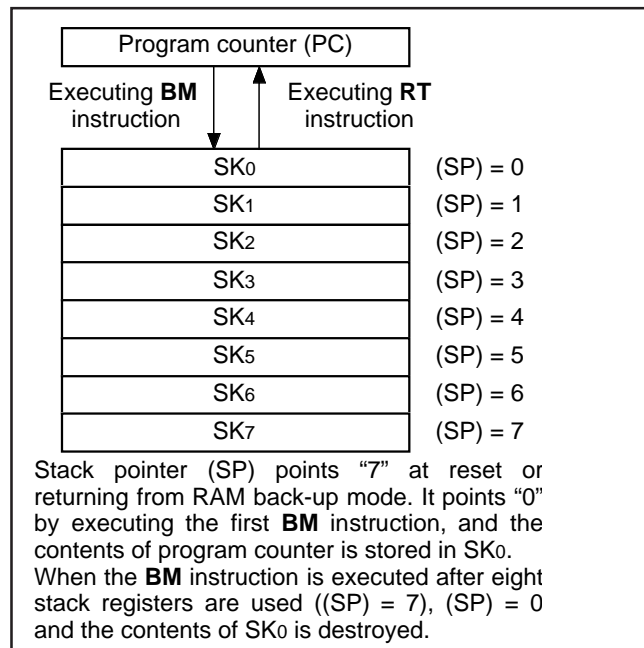 Program counter (PC)
Executing BM
instruction
Executing RT
instruction
SK0 (SP) = 0
SK1 (SP) = 1
SK2 (SP) = 2
SK3 (SP) = 3
SK4 (SP) = 4
SK5 (SP) = 5
SK6 (SP) = 6
SK7 (SP) = 7
Stack pointer (SP) points “7” at reset or
returning from RAM back-up mode. It points “0”
by executing the first BM instruction, and the
contents of program counter is stored in SK0.
When the BM instruction is executed after eight
stack registers are used ((SP) = 7), (SP) = 0
and the contents of SK0 is destroyed.